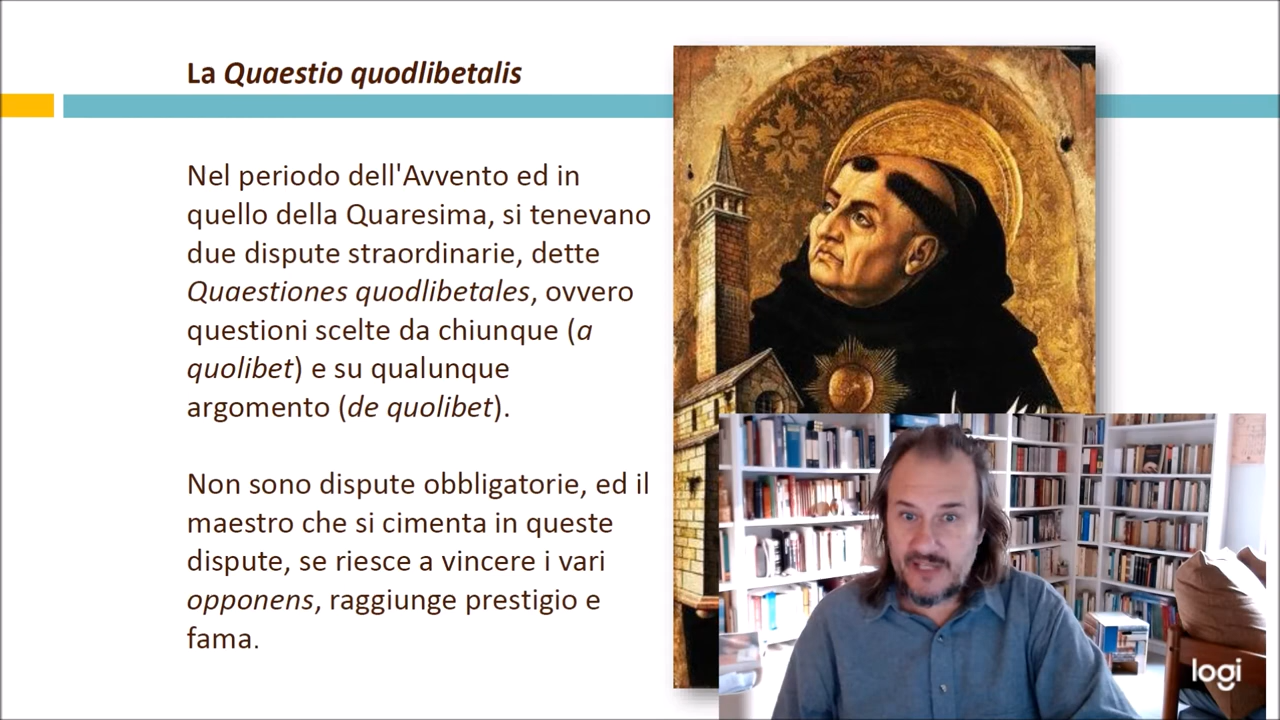 La Quaestio quodlibetalis
Nel periodo dell'Avvento ed in
quello della Quaresima, si tenevano
due dispute straordinarie, dette
Quaestiones quodlibetales, ovvero
questioni scelte da chiunque (a
quolibet) e su qualunque
argomento (de quolibet).
Non sono dispute obbligatorie, ed il
maestro che si cimenta in queste
dispute, se riesce a vincere i vari
opponens, raggiunge prestigio e
fama.
logi